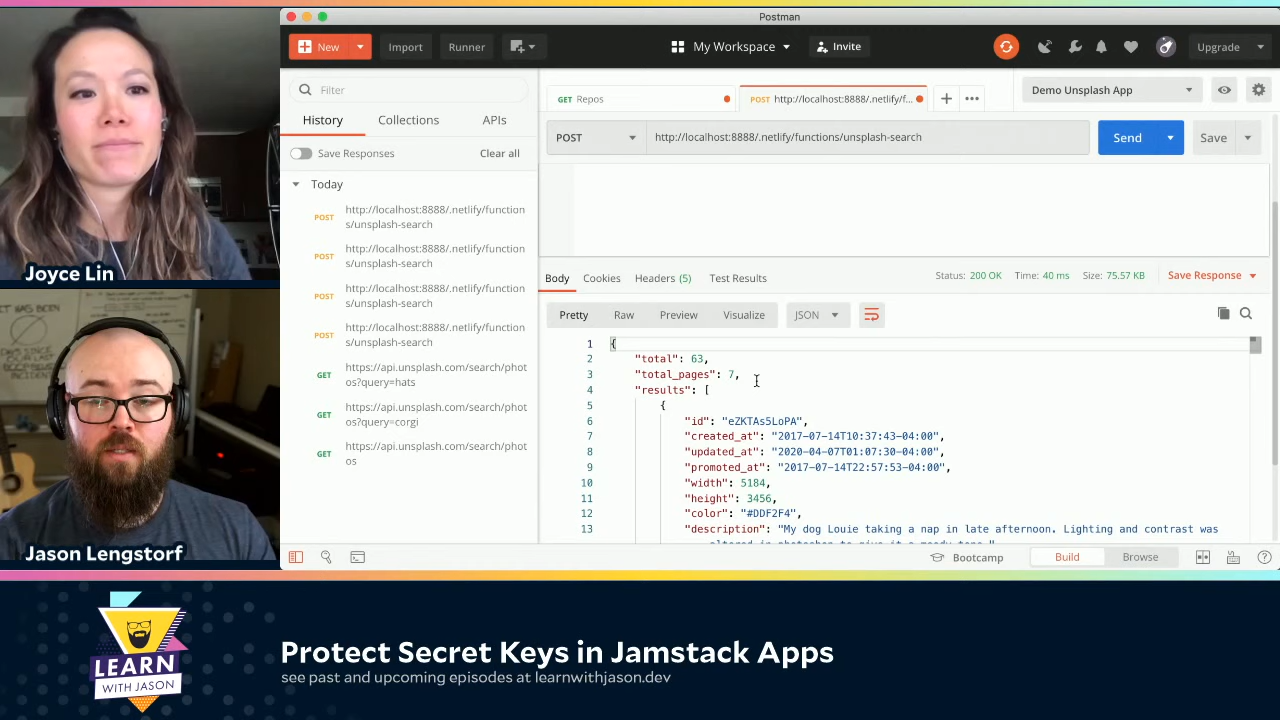 Postman
New
Import
Runner
My Workspace
Invite
Upgrade
Filter
GET Repos
POST http://localhost:8888/.netlify/f...
Demo Unsplash App
History
Collections
APIs
POST
http://localhost:8888/.netlify/functions/unsplash-search
Send
Save
Save Responses
Clear all
Today
POST http://localhost:8888/.netlify/function
s/unsplash-search
POST http://localhost:8888/.netlify/function
s/unsplash-search
POST http://localhost:8888/.netlify/function
s/unsplash-search
POST http://localhost:8888/.netlify/function
s/unsplash-search
GET https://api.unsplash.com/search/phot
os?query=hats
GET https://api.unsplash.com/search/phot
os?query=corgi
GET https://api.unsplash.com/search/phot
os
Body
Cookies
Headers (5)
Test Results
Status: 200 OK
Time: 40 ms
Size: 75.57 KB
Save Response
Pretty
Raw
Preview
Visualize
JSON
1 {
2 "total": 63,
3 "total_pages": 7,
4 "results": [
5 {
6 "id": "eZKTAs5LoPA",
7 "created_at": "2017-07-14T10:37:43-04:00",
8 "updated_at": "2020-04-07T01:07:30-04:00",
9 "promoted_at": "2017-07-14T22:57:53-04:00",
10 "width": 5184,
11 "height": 3456,
12 "color": "#DDF2F4",
13 "description": "My dog Louie taking a nap in late afternoon. Lighting and contrast was
Bootcamp
Build
Browse
Joyce Lin
Jason Lengstorf
LEARN
WITH JASON
Protect Secret Keys in Jamstack Apps
see past and upcoming episodes at learnwithjason.dev